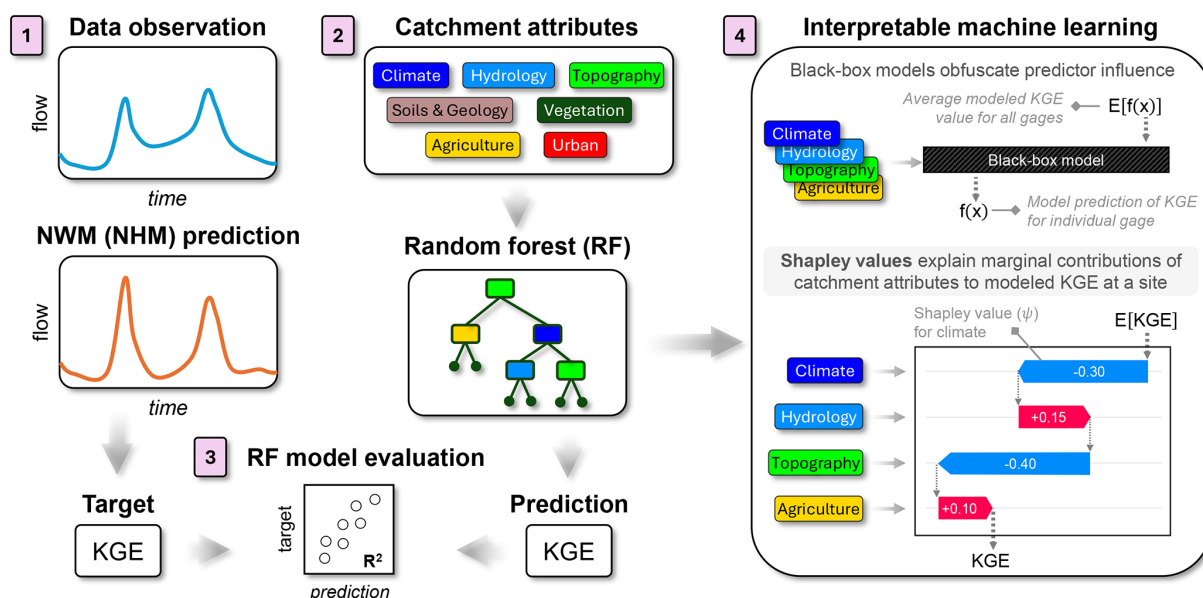 1
Data observation
flow
time
NWM (NHM) prediction
flow
time
2
Catchment attributes
Climate
Hydrology
Topography
Soils & Geology
Vegetation
Agriculture
Urban
Random forest (RF)
3
RF model evaluation
Target
KGE
target
R²
prediction
Prediction
KGE
4
Interpretable machine learning
Black-box models obfuscate predictor influence
Average modeled KGE
value for all gages
E[f(x)]
Climate
Hydrology
Topography
Agriculture
Black-box model
f(x)
Model prediction of KGE
for individual gage
Shapley values explain marginal contributions of
catchment attributes to modeled KGE at a site
Shapley value (ψ)
for climate
E[KGE]
Climate
-0.30
Hydrology
+0.15
Topography
-0.40
Agriculture
+0.10
KGE